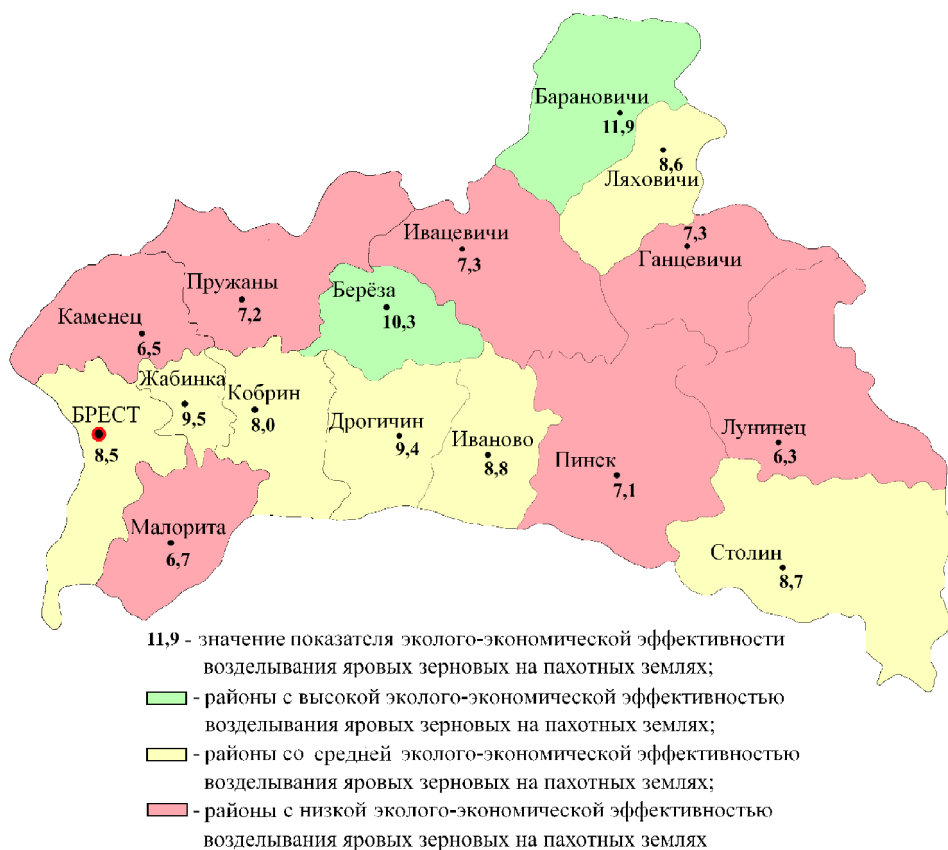 Барановичи
11,9
8,6
Ляховичи
7,3
Ганцевичи
Ивацевичи
7,3
Пружаны
7,2
Берёза
10,3
Каменец
6,5
Жабинка
9,5
Кобрин
8,0
БРЕСТ
8,5
Дрогичин
9,4
Иваново
8,8
Пинск
7,1
Лунинец
6,3
Малорита
6,7
Столин
8,7
11,9 - значение показателя эколого-экономической эффективности
возделывания яровых зерновых на пахотных землях;
- районы с высокой эколого-экономической эффективностью
возделывания яровых зерновых на пахотных землях;
- районы со средней эколого-экономической эффективностью
возделывания яровых зерновых на пахотных землях;
- районы с низкой эколого-экономической эффективностью
возделывания яровых зерновых на пахотных землях